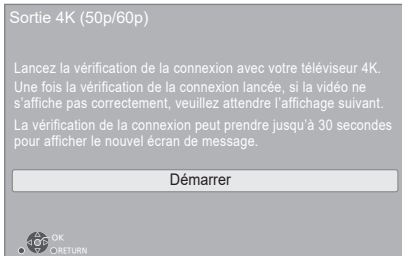 Sortie 4K (50p/60p)
Lancez la vérification de la connexion avec votre téléviseur 4K.
Une fois la vérification de la connexion lancée, si la vidéo ne
s'affiche pas correctement, veuillez attendre l'affichage suivant.
La vérification de la connexion peut prendre jusqu'à 30 secondes
pour afficher le nouvel écran de message.
Démarrer
OK
RETURN